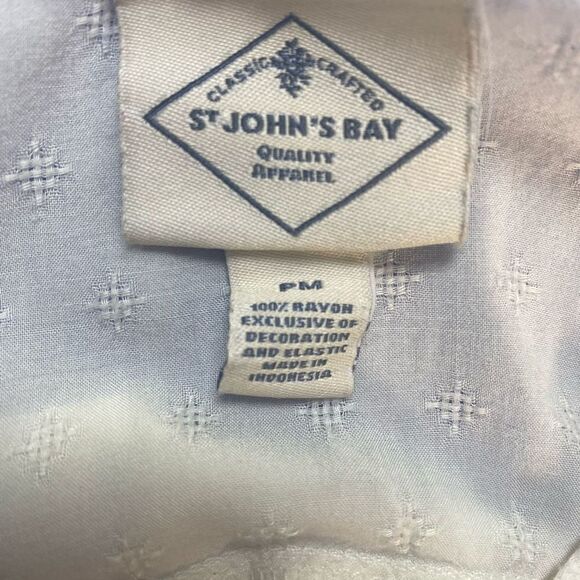 CLASSIC CRAFTED
ST JOHN'S BAY
QUALITY
APPAREL
PM
100% RAYON
EXCLUSIVE OF
DECORATION
AND ELASTIC
MADE IN
INDONESIA